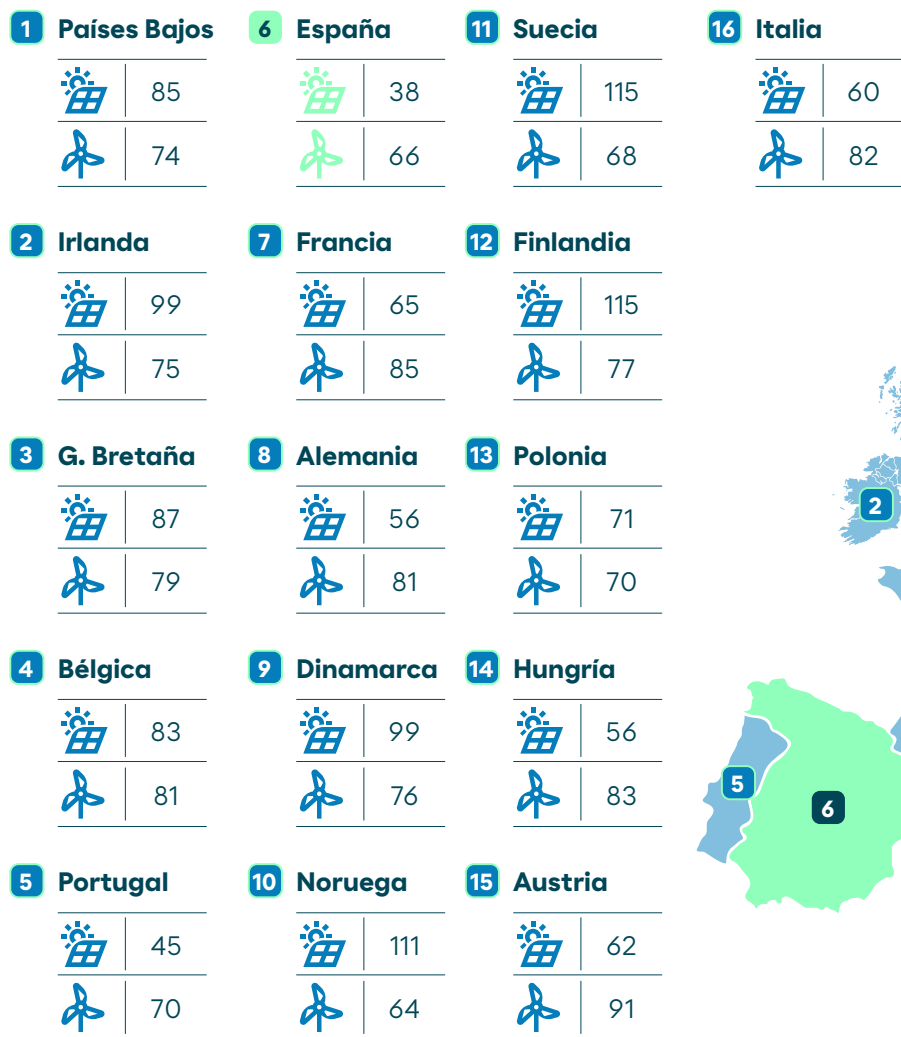 1 Países Bajos
85
74
2 Irlanda
99
75
3 G. Bretaña
87
79
4 Bélgica
83
81
5 Portugal
45
70
6 España
38
66
7 Francia
65
85
8 Alemania
56
81
9 Dinamarca
99
76
10 Noruega
111
64
11 Suecia
115
68
12 Finlandia
115
77
13 Polonia
71
70
14 Hungría
56
83
15 Austria
62
91
16 Italia
60
82
2
5
6